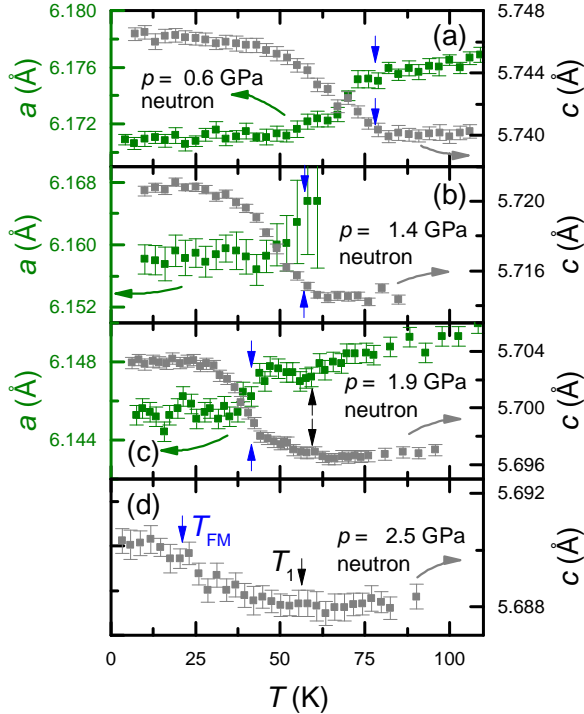 6.180
5.748
(a)
a (Å)
6.176
p = 0.6 GPa
neutron
5.744
c (Å)
6.172
5.740
6.168
(b)
5.720
a (Å)
6.160
p = 1.4 GPa
neutron
5.714
c (Å)
6.152
6.148
5.704
a (Å)
p = 1.9 GPa
neutron
5.700
c (Å)
6.144
(c)
5.696
(d)
5.692
T_FM
p = 2.5 GPa
neutron
c (Å)
T_1
5.688
0 25 50 75 100
T (K)